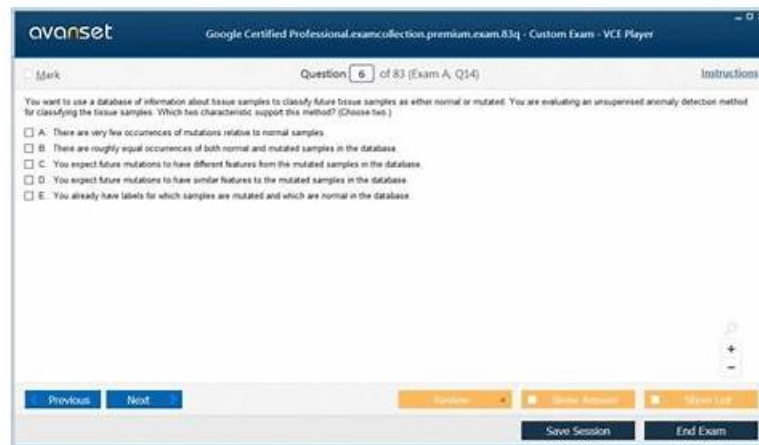 avanset
Google Certified Professional.examcollection.premium.exam.83q - Custom Exam - VCE Player
Mark
Question 6 of 83 (Exam A, Q14)
Instructions
You want to use a database of information about tissue samples to classify future tissue samples as either normal or mutated. You are evaluating an unsupervised anomaly detection method
for classifying the tissue samples. Which two characteristic support this method? (Choose two.)
A. There are very few occurrences of mutations relative to normal samples.
B. There are roughly equal occurrences of both normal and mutated samples in the database.
C. You expect future mutations to have different features from the mutated samples in the database.
D. You expect future mutations to have similar features to the mutated samples in the database.
E. You already have labels for which samples are mutated and which are normal in the database.
+
-
Previous
Next
Review
Show Answer
Show List
Save Session
End Exam